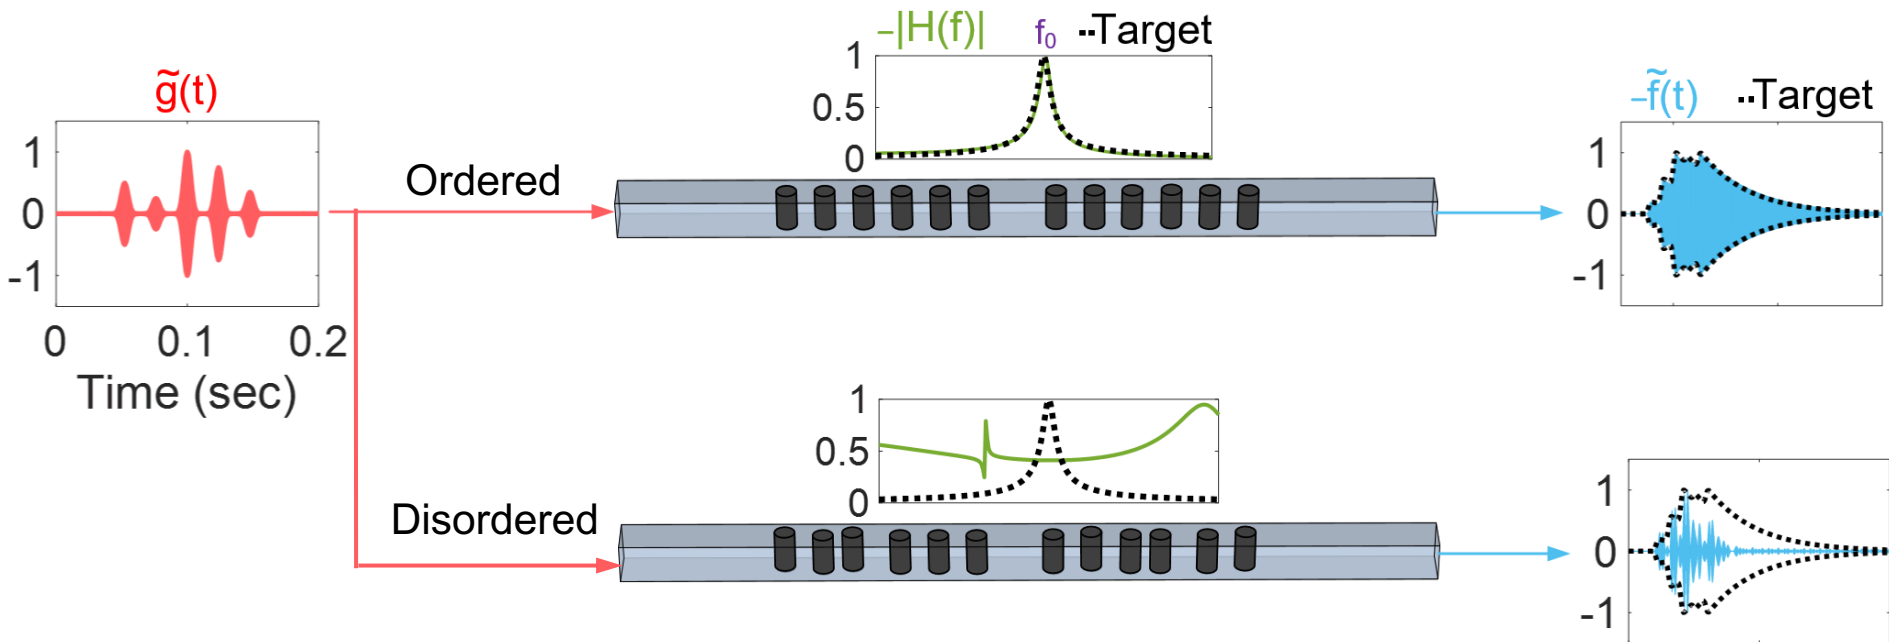 g̃(t)
1
0
-1
0 0.1 0.2
Time (sec)
Ordered
Disordered
–|H(f)| f₀ ··Target
1
0.5
0
1
0.5
0
–f̃(t) ··Target
1
0
-1
1
0
-1